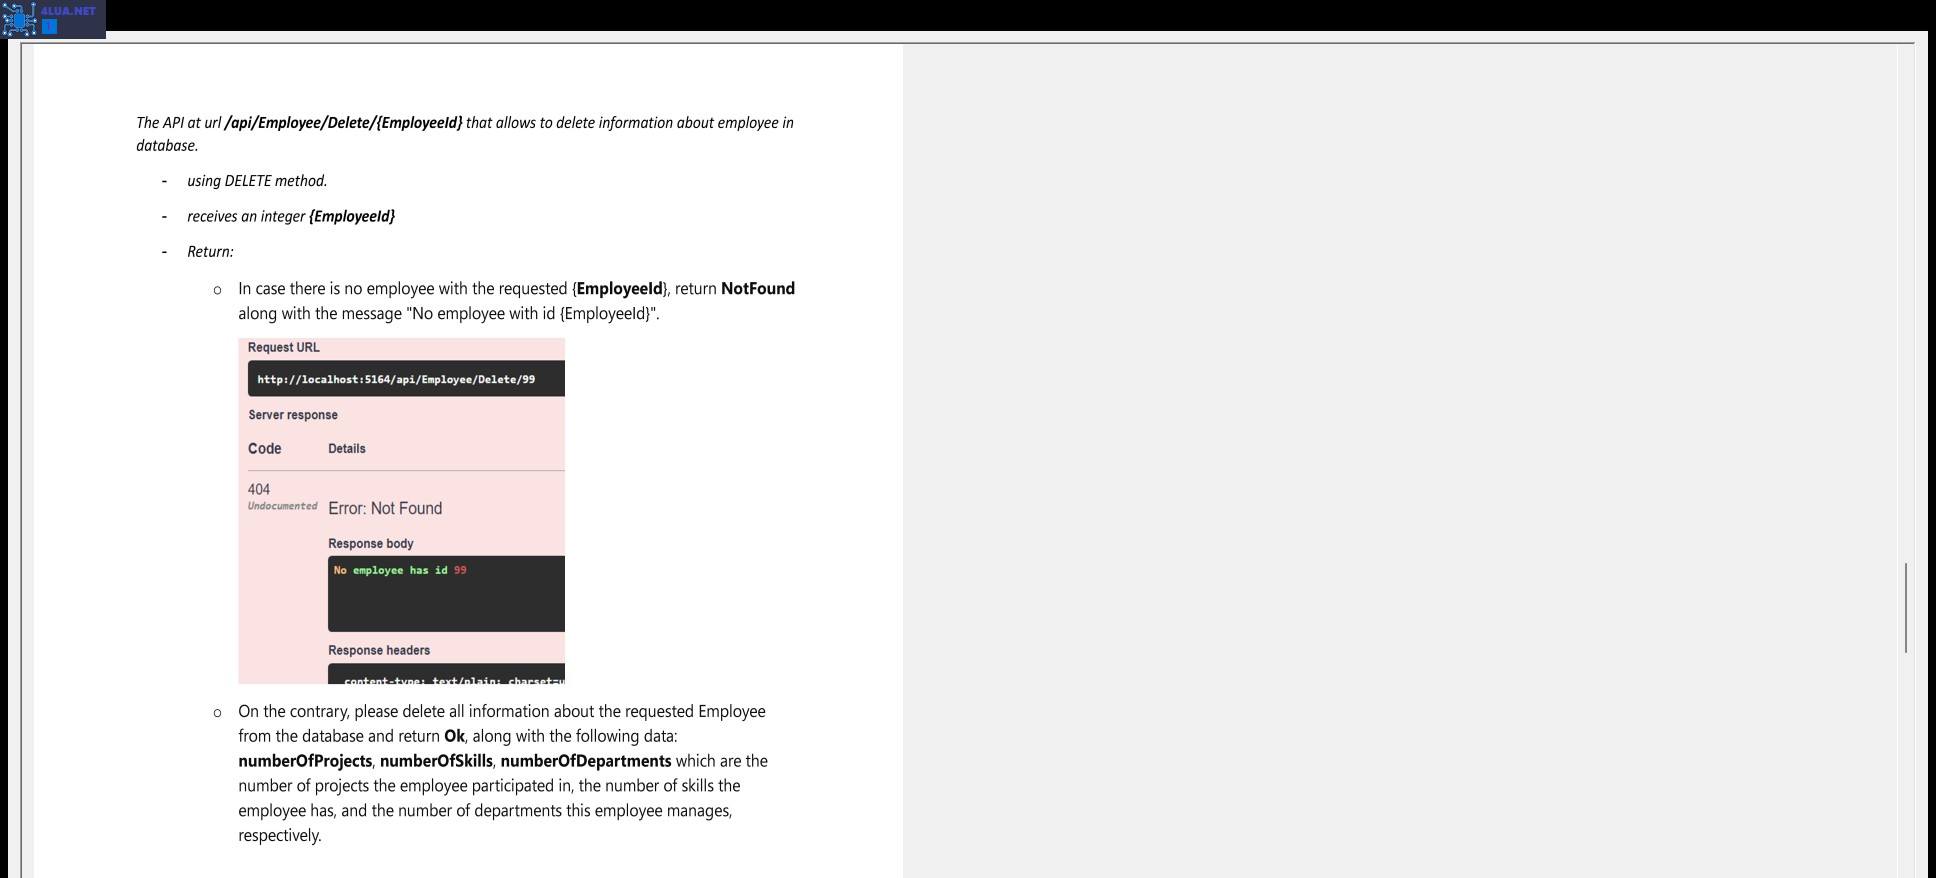 4LUA.NET
The API at url /api/Employee/Delete/{EmployeeId} that allows to delete information about employee in
database.
- using DELETE method.
- receives an integer {EmployeeId}
- Return:
o In case there is no employee with the requested {EmployeeId}, return NotFound
along with the message "No employee with id {EmployeeId}".
Request URL
http://localhost:5164/api/Employee/Delete/99
Server response
Code Details
404
Undocumented Error: Not Found
Response body
No employee has id 99
Response headers
content-type: text/plain; charset=u
o On the contrary, please delete all information about the requested Employee
from the database and return Ok, along with the following data:
numberOfProjects, numberOfSkills, numberOfDepartments which are the
number of projects the employee participated in, the number of skills the
employee has, and the number of departments this employee manages,
respectively.